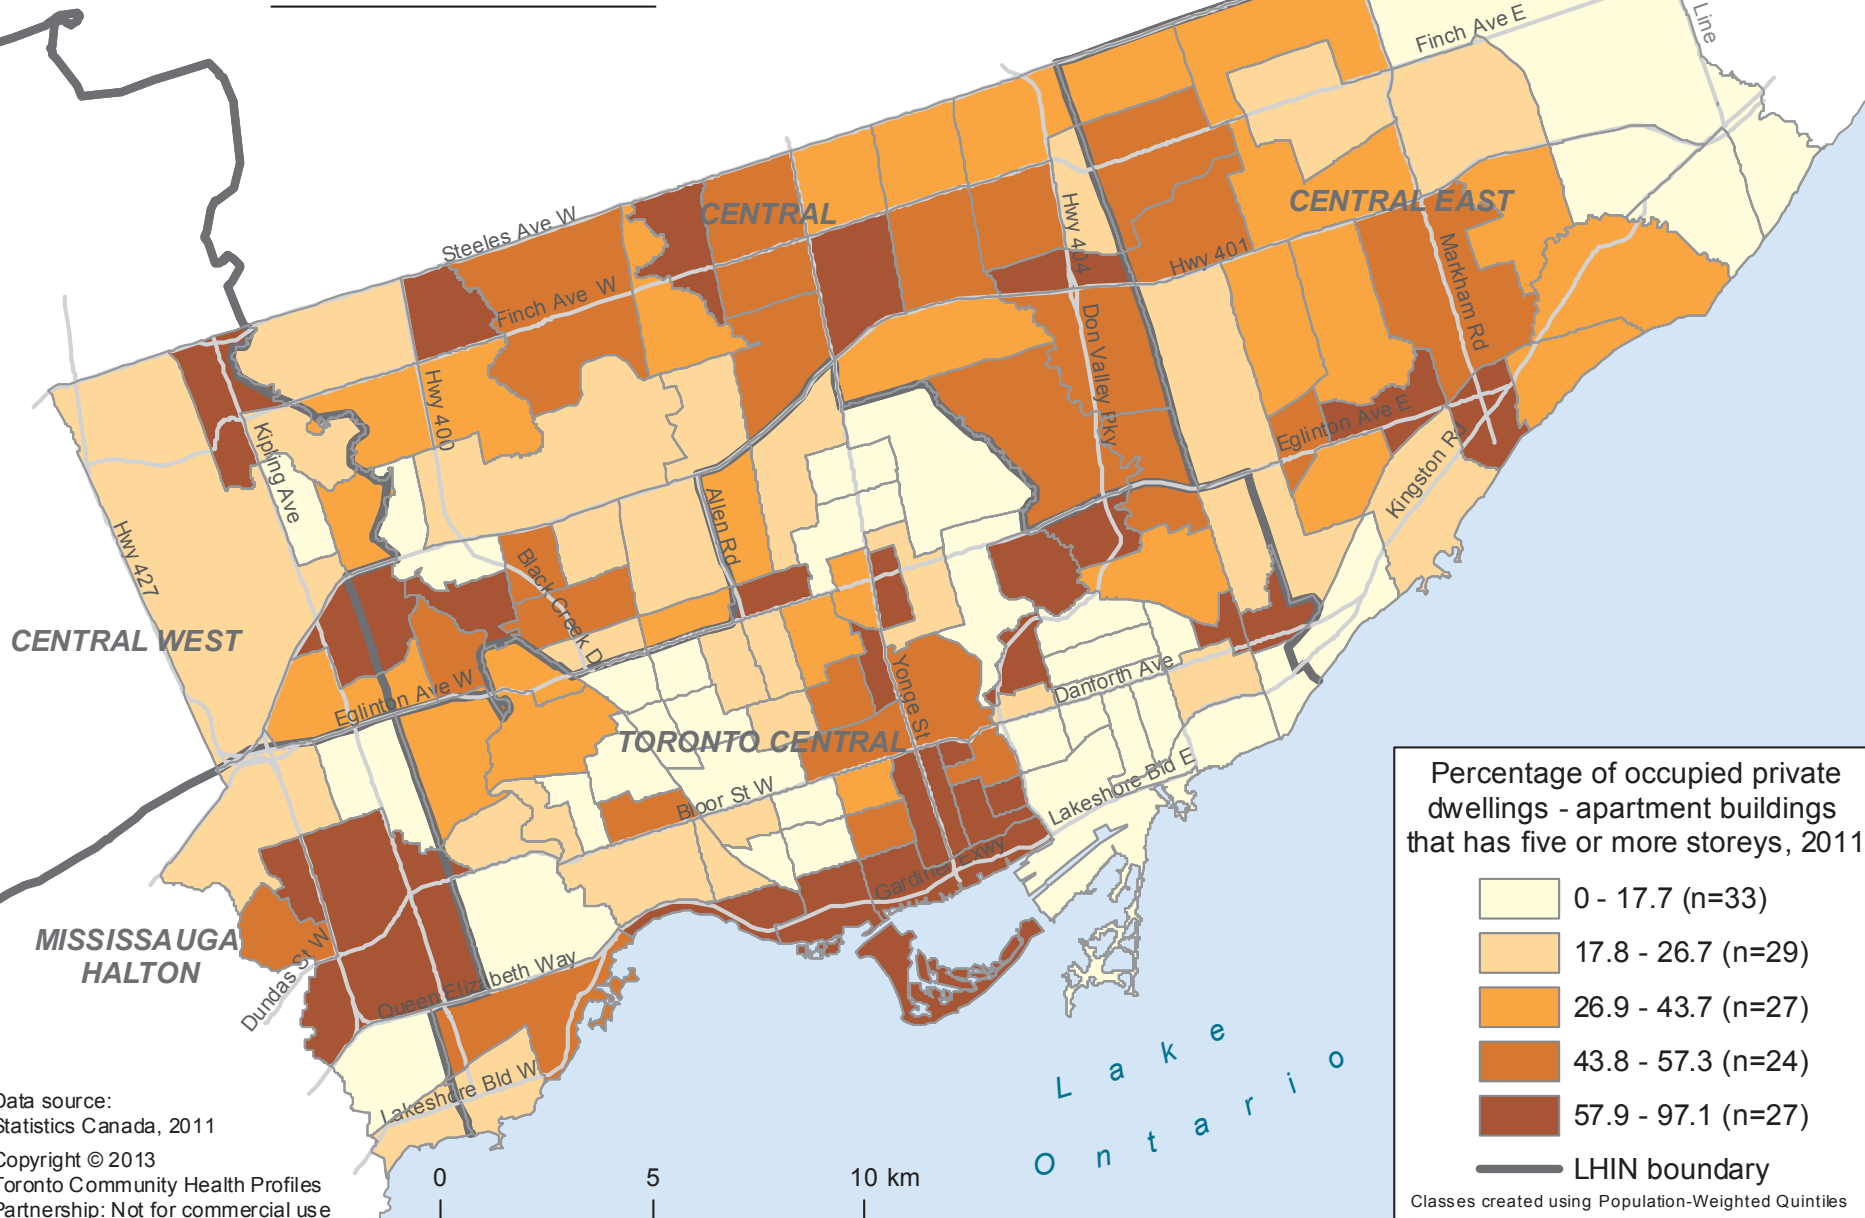 Line
Finch Ave E
Steeles Ave W
CENTRAL
CENTRAL EAST
Hwy 404
Hwy 401
Finch Ave W
Markham Rd
Don Valley Pky
Hwy 400
Kipling Ave
Eglinton Ave E
Kingston Rd
Allen Rd
Hwy 427
Black Creek D
CENTRAL WEST
Yonge St
Danforth Ave
Eglinton Ave W
TORONTO CENTRAL
Bloor St W
Lakeshore Bld E
Gardiner Exwy
MISSISSAUGA
HALTON
Dundas St W
Queen Elizabeth Way
Lakeshore Bld W
Lake
Ontario
Percentage of occupied private
dwellings - apartment buildings
that has five or more storeys, 2011
0 - 17.7 (n=33)
17.8 - 26.7 (n=29)
26.9 - 43.7 (n=27)
43.8 - 57.3 (n=24)
57.9 - 97.1 (n=27)
LHIN boundary
Classes created using Population-Weighted Quintiles
Data source:
Statistics Canada, 2011
Copyright © 2013
Toronto Community Health Profiles
Partnership: Not for commercial use
0 5 10 km